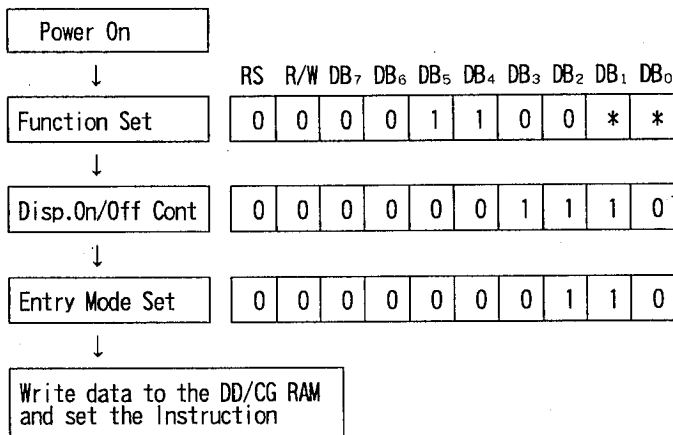 Power On
↓
RS R/W DB₇ DB₆ DB₅ DB₄ DB₃ DB₂ DB₁ DB₀
Function Set 0 0 0 0 1 1 0 0 * *
↓
Disp.On/Off Cont 0 0 0 0 0 0 1 1 1 0
↓
Entry Mode Set 0 0 0 0 0 0 0 1 1 0
↓
Write data to the DD/CG RAM
and set the Instruction